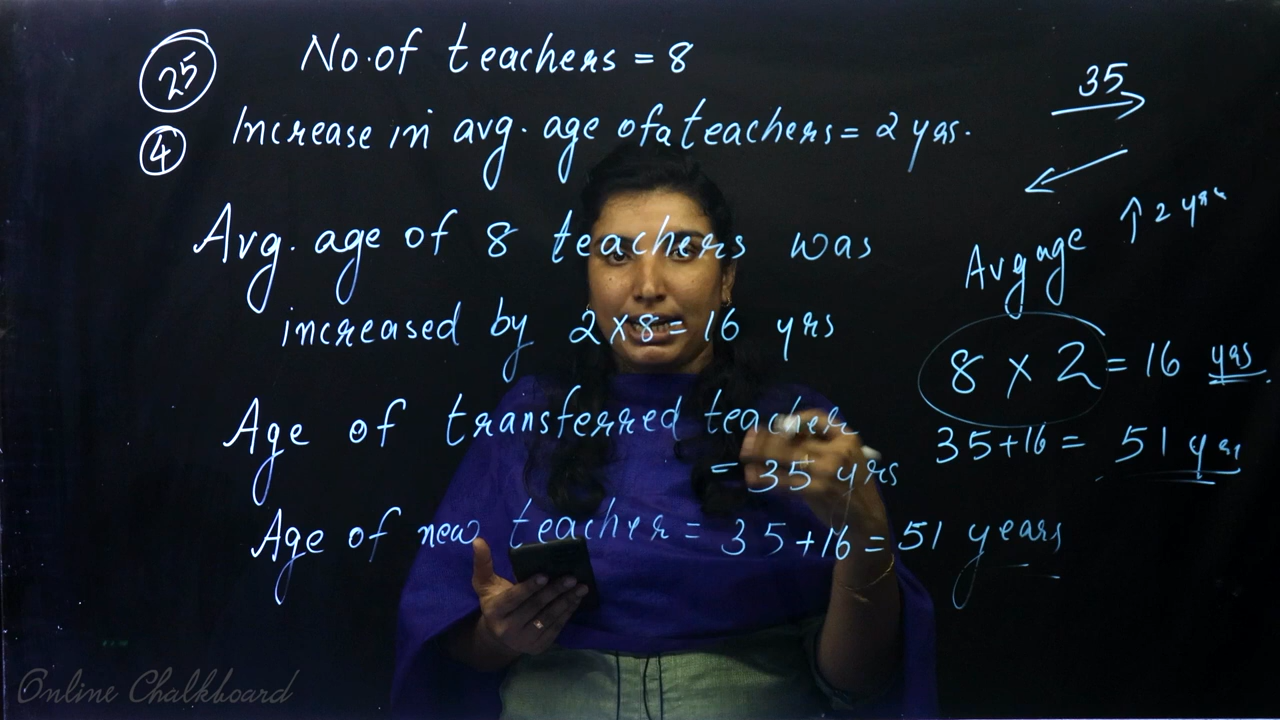 25
No. of teachers = 8
4
Increase in avg. age of a teachers = 2 yrs.
Avg. age of 8 teachers was
increased by 2 x 8 = 16 yrs
Age of transferred teacher
= 35 yrs
Age of new teacher = 35 + 16 = 51 years
35
Avg age ↑ 2 yrs
8 x 2 = 16 yrs
35 + 16 = 51 yrs
Online Chalkboard